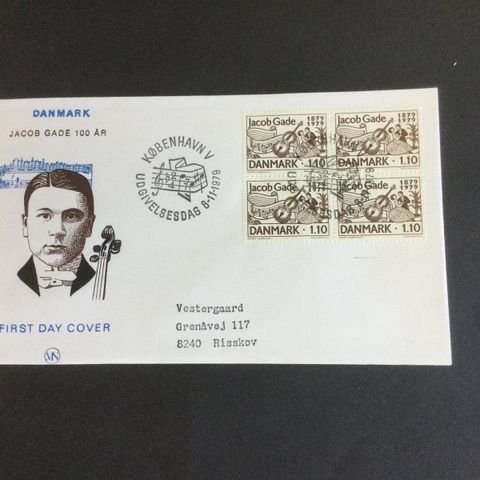 DANMARK
JACOB GADE 100 ÅR
FIRST DAY COVER
KØBENHAVN V
UDGIVELSESDAG 8-11-1979
Jacob Gade 1879 1979
DANMARK · 1.10
Jacob Gade 1879 1979
DANMARK · 1.10
Jacob Gade 1879 1979
DANMARK · 1.10
Jacob Gade 1879 1979
DANMARK · 1.10
Vestergaard
Grenåvej 117
8240 Risskov